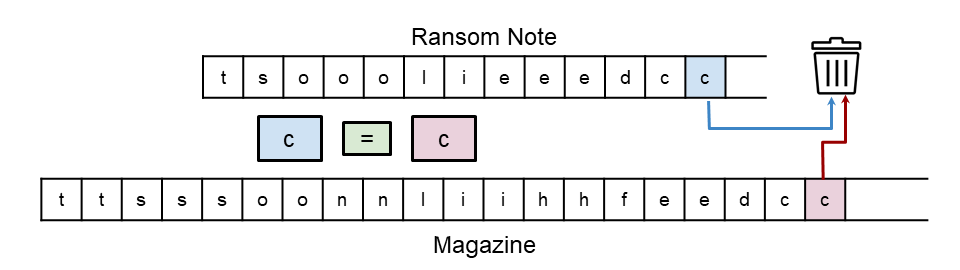 Ransom Note
t s o o o l i e e e d c c
c = c
t t s s s o o n n l i i h h f e e d c c
Magazine